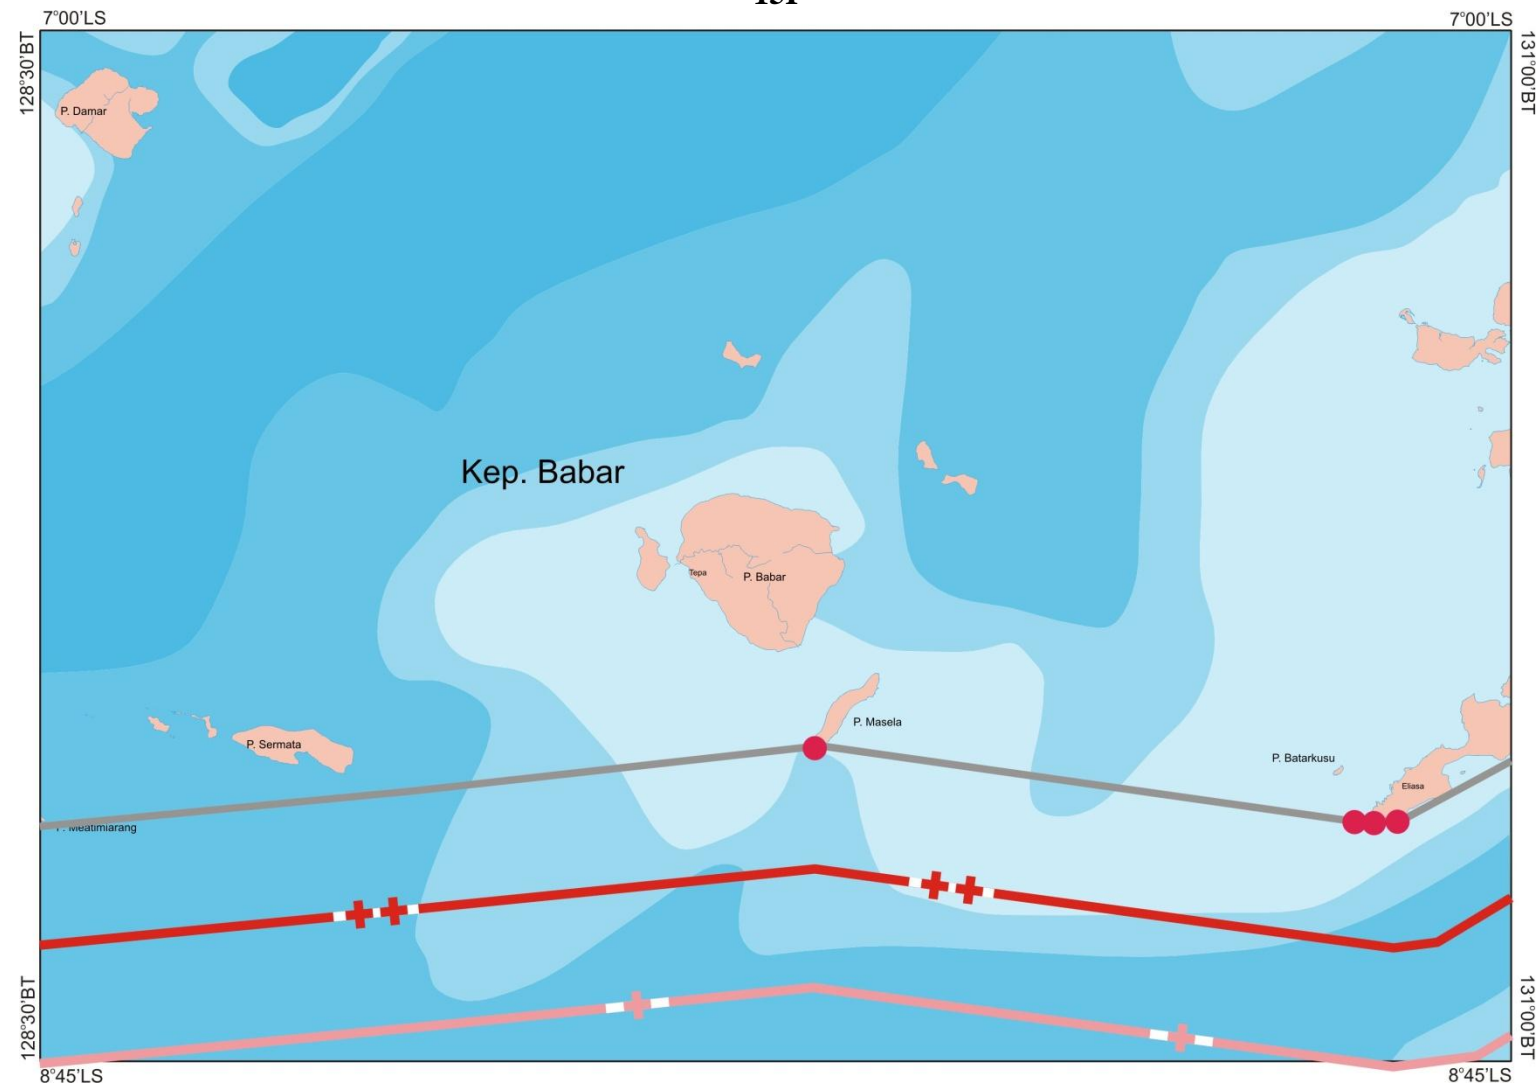 7°00'LS
7°00'LS
128°30'BT
131°00'BT
P. Damar
Kep. Babar
Tepa
P. Babar
P. Masela
P. Sermata
P. Batarkusu
Eliasa
P. Meatimiarang
128°30'BT
131°00'BT
8°45'LS
8°45'LS